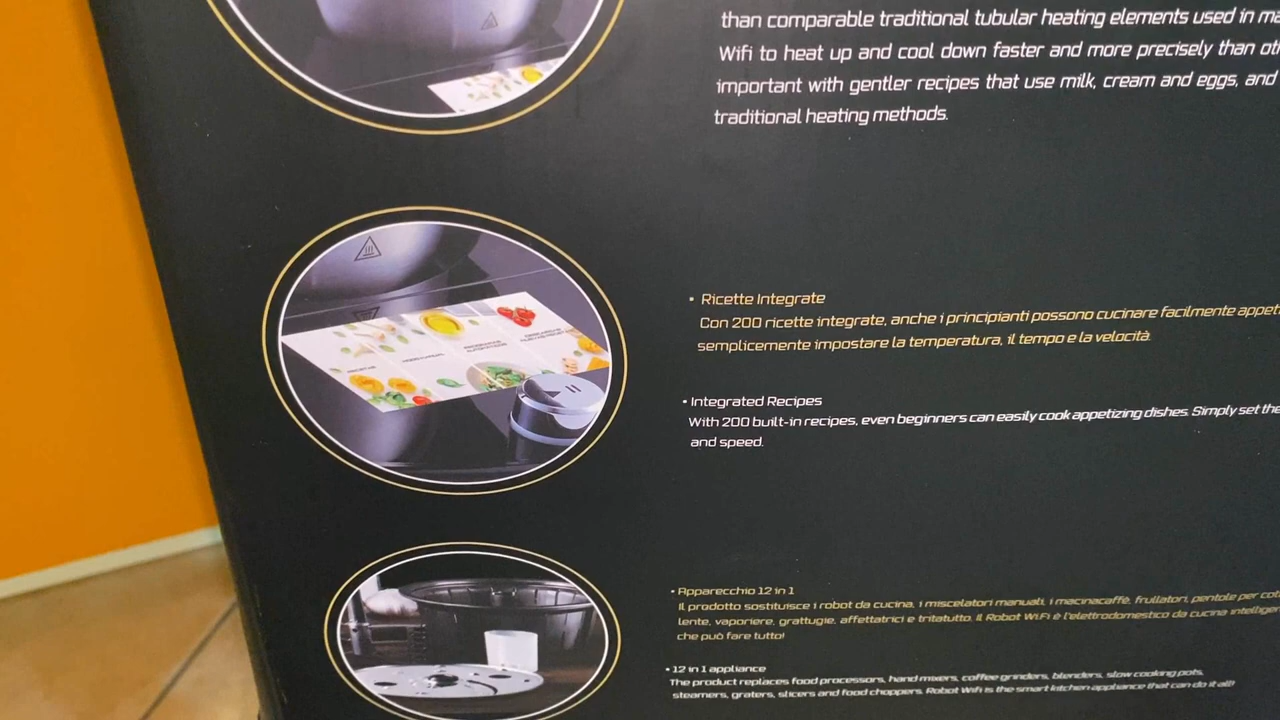 than comparable traditional tubular heating elements used in
Wifi to heat up and cool down faster and more precisely than
important with gentler recipes that use milk, cream and eggs, and
traditional heating methods.
• Ricette Integrate
Con 200 ricette integrate, anche i principianti possono cucinare facilmente
semplicemente impostare la temperatura, il tempo e la velocità.
• Integrated Recipes
With 200 built-in recipes, even beginners can easily cook appetizing dishes. Simply set the
and speed.
• Apparecchio 12 in 1
Il prodotto sostituisce i robot da cucina, i miscelatori manuali, i macinacaffè, frullatori, pentole per
lente, vaporiere, grattugie, affettatrici e tritatutto. Il Robot WiFi è l'elettrodomestico da cucina
che può fare tutto!
• 12 in 1 appliance
The product replaces food processors, hand mixers, coffee grinders, blenders, slow cooking pots,
steamers, graters, slicers and food choppers. Robot Wifi is the smart kitchen appliance that can do it all!